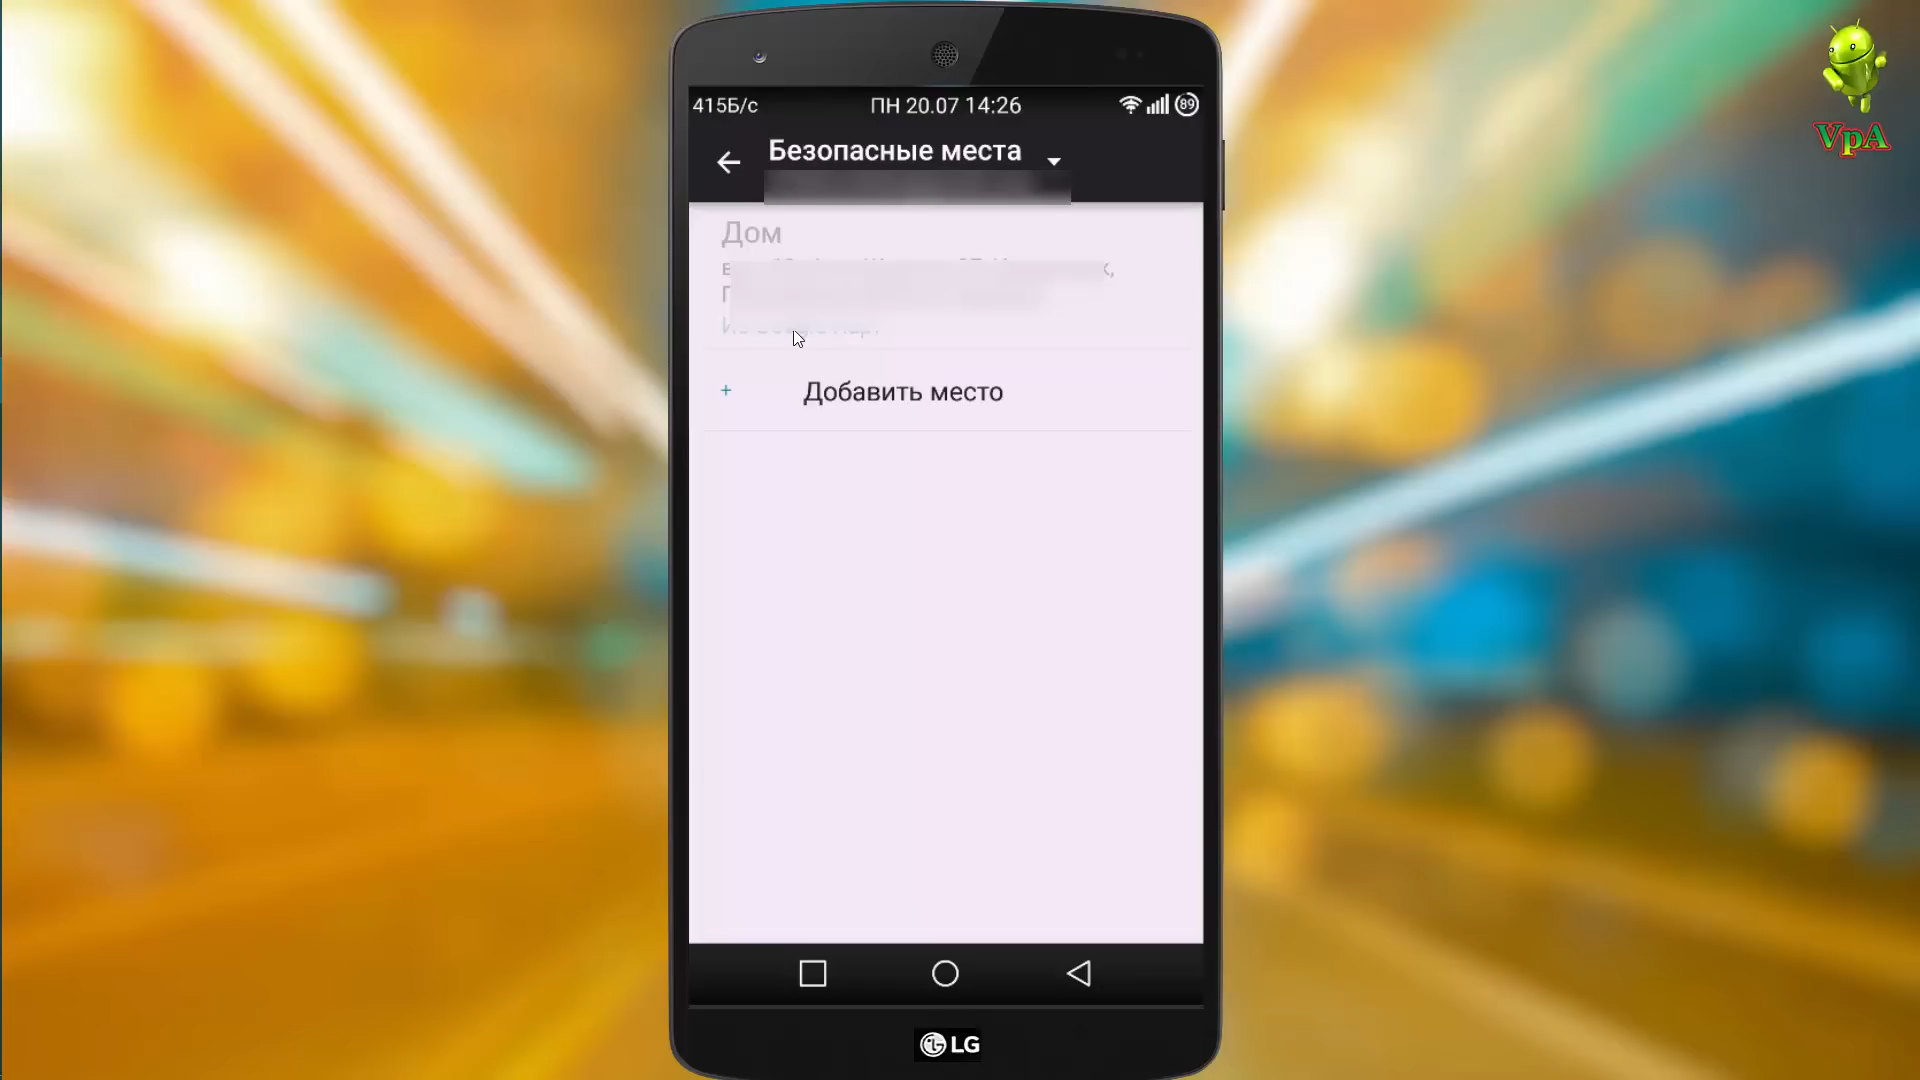 VpA
415Б/с ПН 20.07 14:26 89
Безопасные места
Дом
+ Добавить место
LG